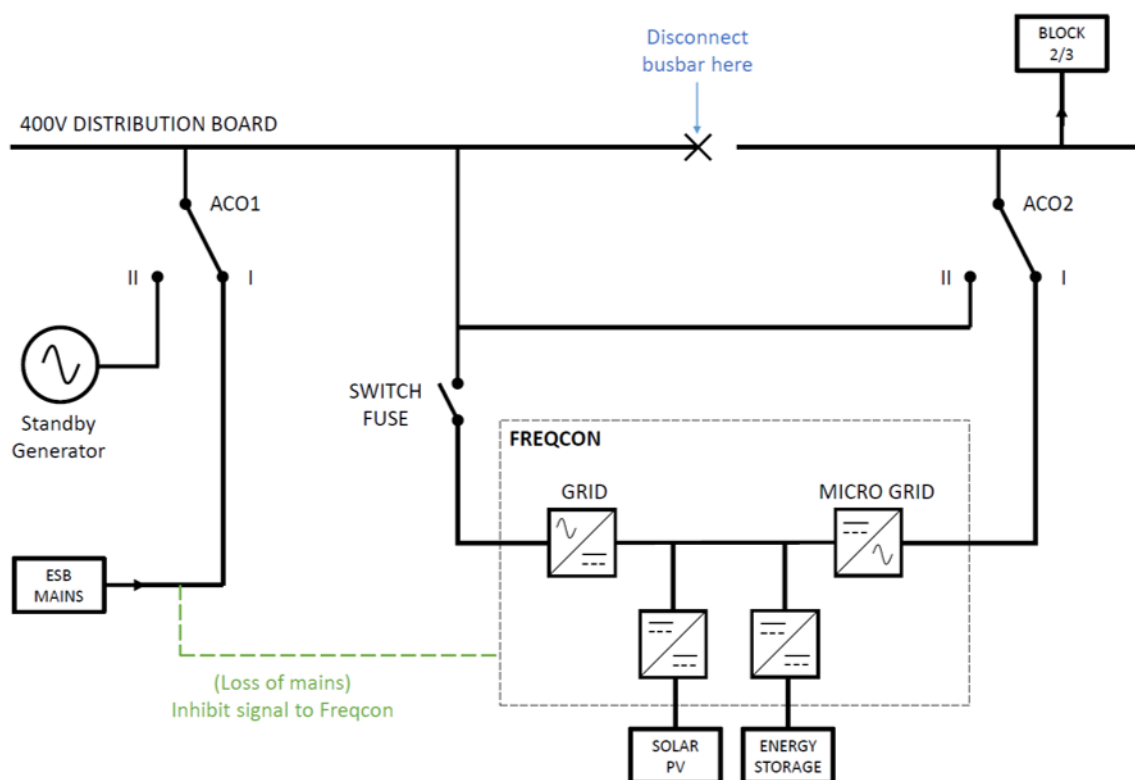 BLOCK
2/3
Disconnect
busbar here
400V DISTRIBUTION BOARD
ACO1
ACO2
II
I
II
I
Standby
Generator
SWITCH
FUSE
FREQCON
GRID
MICRO GRID
ESB
MAINS
(Loss of mains)
Inhibit signal to Freqcon
SOLAR
PV
ENERGY
STORAGE